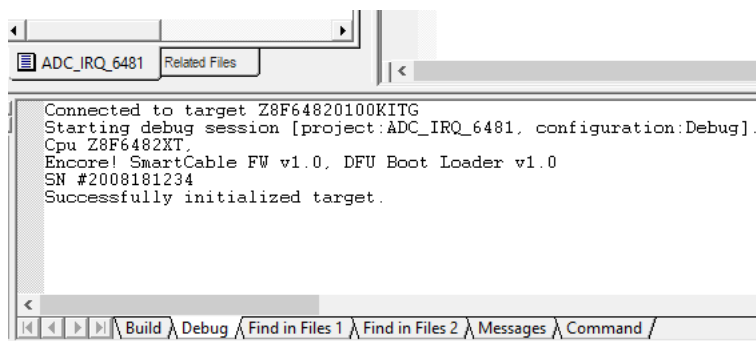 ADC_IRQ_6481 Related Files
Connected to target Z8F64820100KITG
Starting debug session [project:ADC_IRQ_6481, configuration:Debug].
Cpu Z8F6482XT,
Encore! SmartCable FW v1.0, DFU Boot Loader v1.0
SN #2008181234
Successfully initialized target.
Build Debug Find in Files 1 Find in Files 2 Messages Command